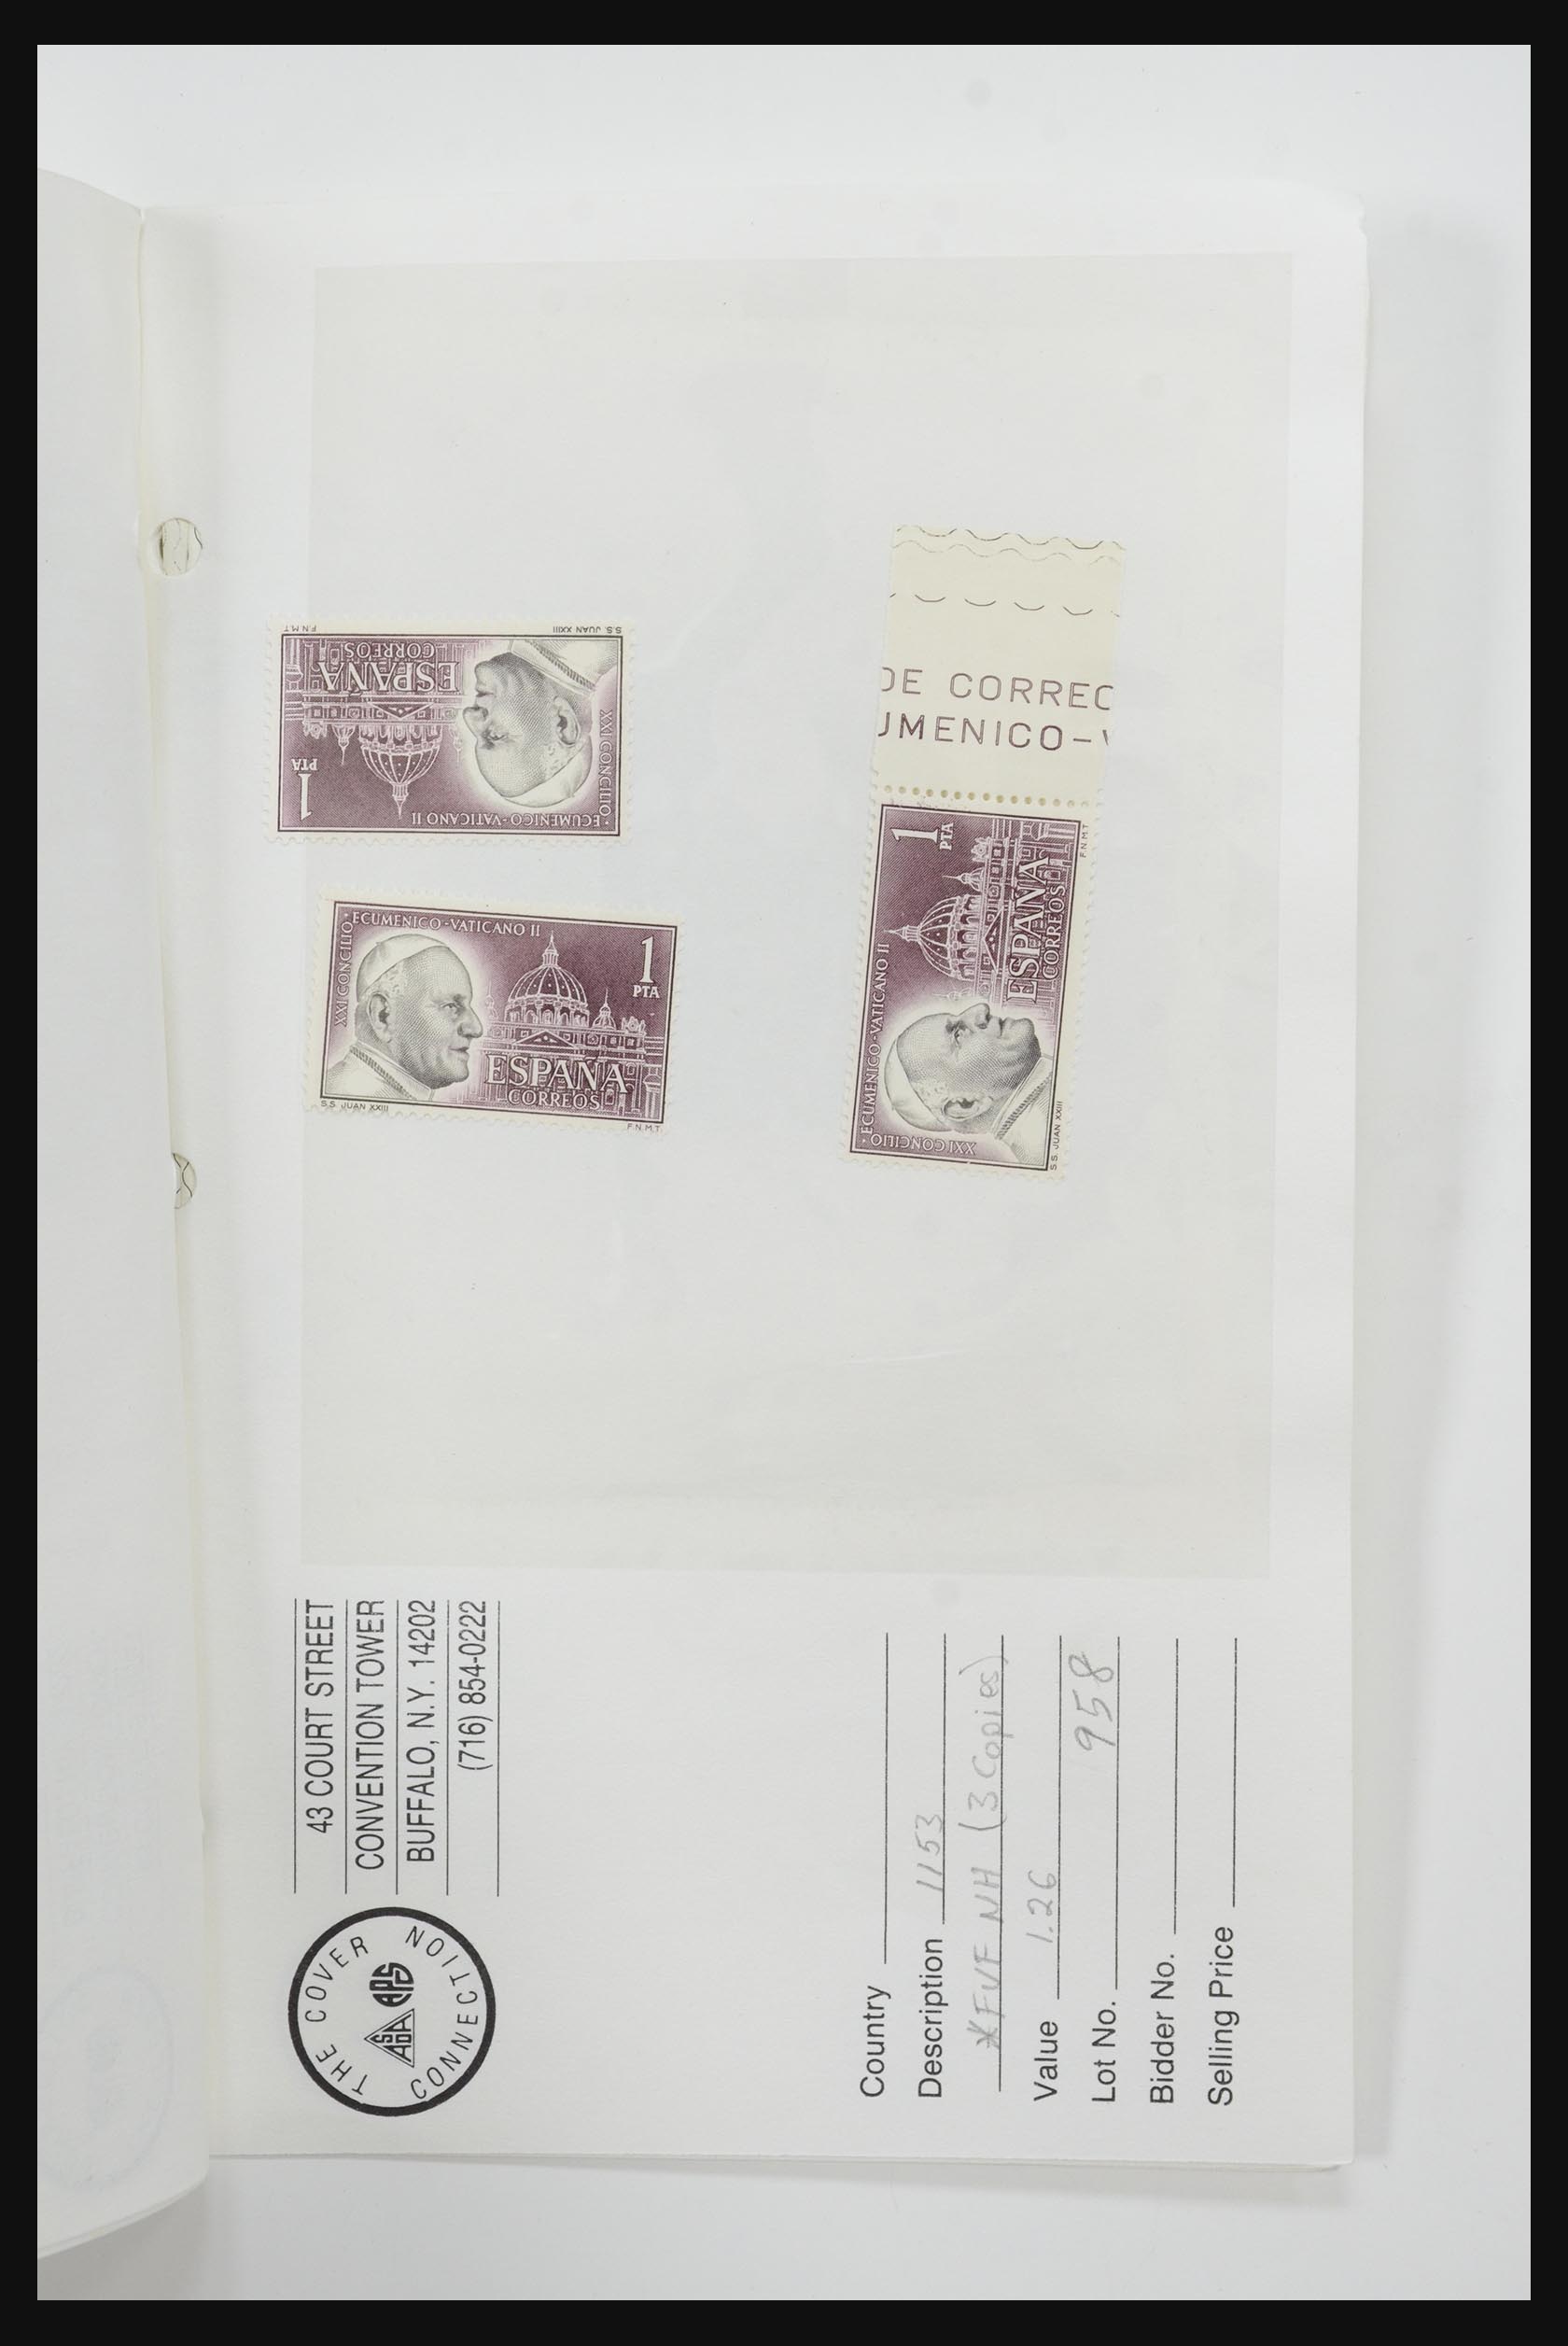 S.S. JUAN XXIII F.N.M.T
ESPAÑA
CORREOS
1
PTA
XXI CONCILIO · ECUMENICO-VATICANO II
XXI CONCILIO · ECUMENICO-VATICANO II
1
PTA
ESPAÑA
CORREOS
S.S. JUAN XXIII F.N.M.T
DE CORREO
UMENICO-V
XXI CONCILIO · ECUMENICO-VATICANO II
1
PTA
ESPAÑA
CORREOS
S.S. JUAN XXIII F.N.M.T
THE COVER CONNECTION
ASDA
APS
43 COURT STREET
CONVENTION TOWER
BUFFALO, N.Y. 14202
(716) 854-0222
Country
Description 1153
*FVF NH (3 Copies)
Value 1.26
Lot No. 958
Bidder No.
Selling Price